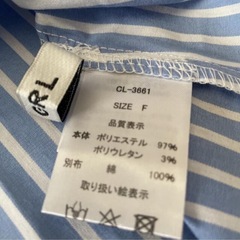 GRL
CL-3661
SIZE F
品質表示
本体 ポリエステル 97%
ポリウレタン 3%
別布 綿 100%
取り扱い絵表示